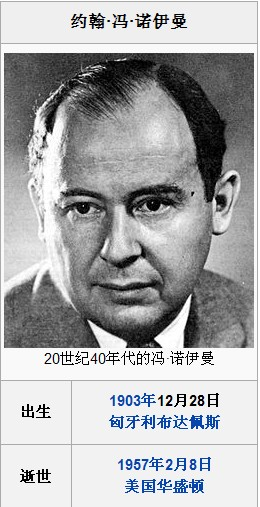 约翰·冯·诺伊曼
20世纪40年代的冯·诺伊曼
出生
1903年12月28日
匈牙利布达佩斯
逝世
1957年2月8日
美国华盛顿